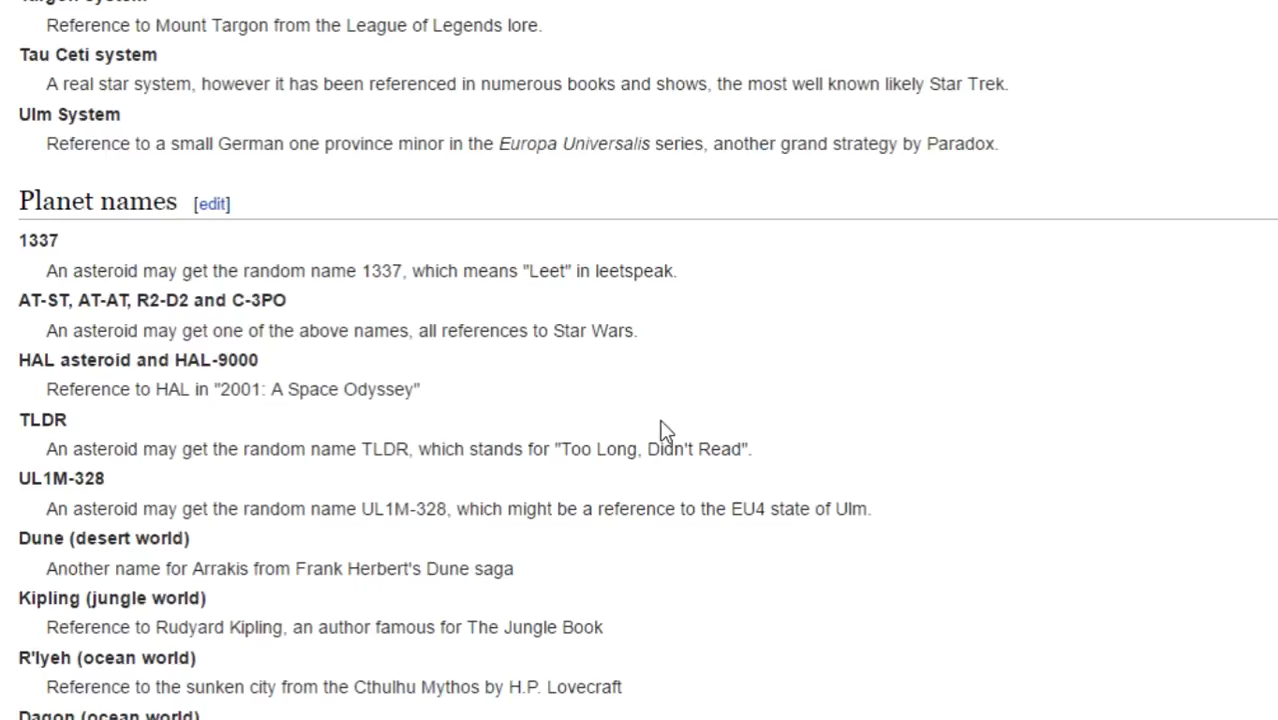 Targon system
Reference to Mount Targon from the League of Legends lore.
Tau Ceti system
A real star system, however it has been referenced in numerous books and shows, the most well known likely Star Trek.
Ulm System
Reference to a small German one province minor in the Europa Universalis series, another grand strategy by Paradox.
Planet names [edit]
1337
An asteroid may get the random name 1337, which means "Leet" in leetspeak.
AT-ST, AT-AT, R2-D2 and C-3PO
An asteroid may get one of the above names, all references to Star Wars.
HAL asteroid and HAL-9000
Reference to HAL in "2001: A Space Odyssey"
TLDR
An asteroid may get the random name TLDR, which stands for "Too Long, Didn't Read".
UL1M-328
An asteroid may get the random name UL1M-328, which might be a reference to the EU4 state of Ulm.
Dune (desert world)
Another name for Arrakis from Frank Herbert's Dune saga
Kipling (jungle world)
Reference to Rudyard Kipling, an author famous for The Jungle Book
R'lyeh (ocean world)
Reference to the sunken city from the Cthulhu Mythos by H.P. Lovecraft
Dagon (ocean world)